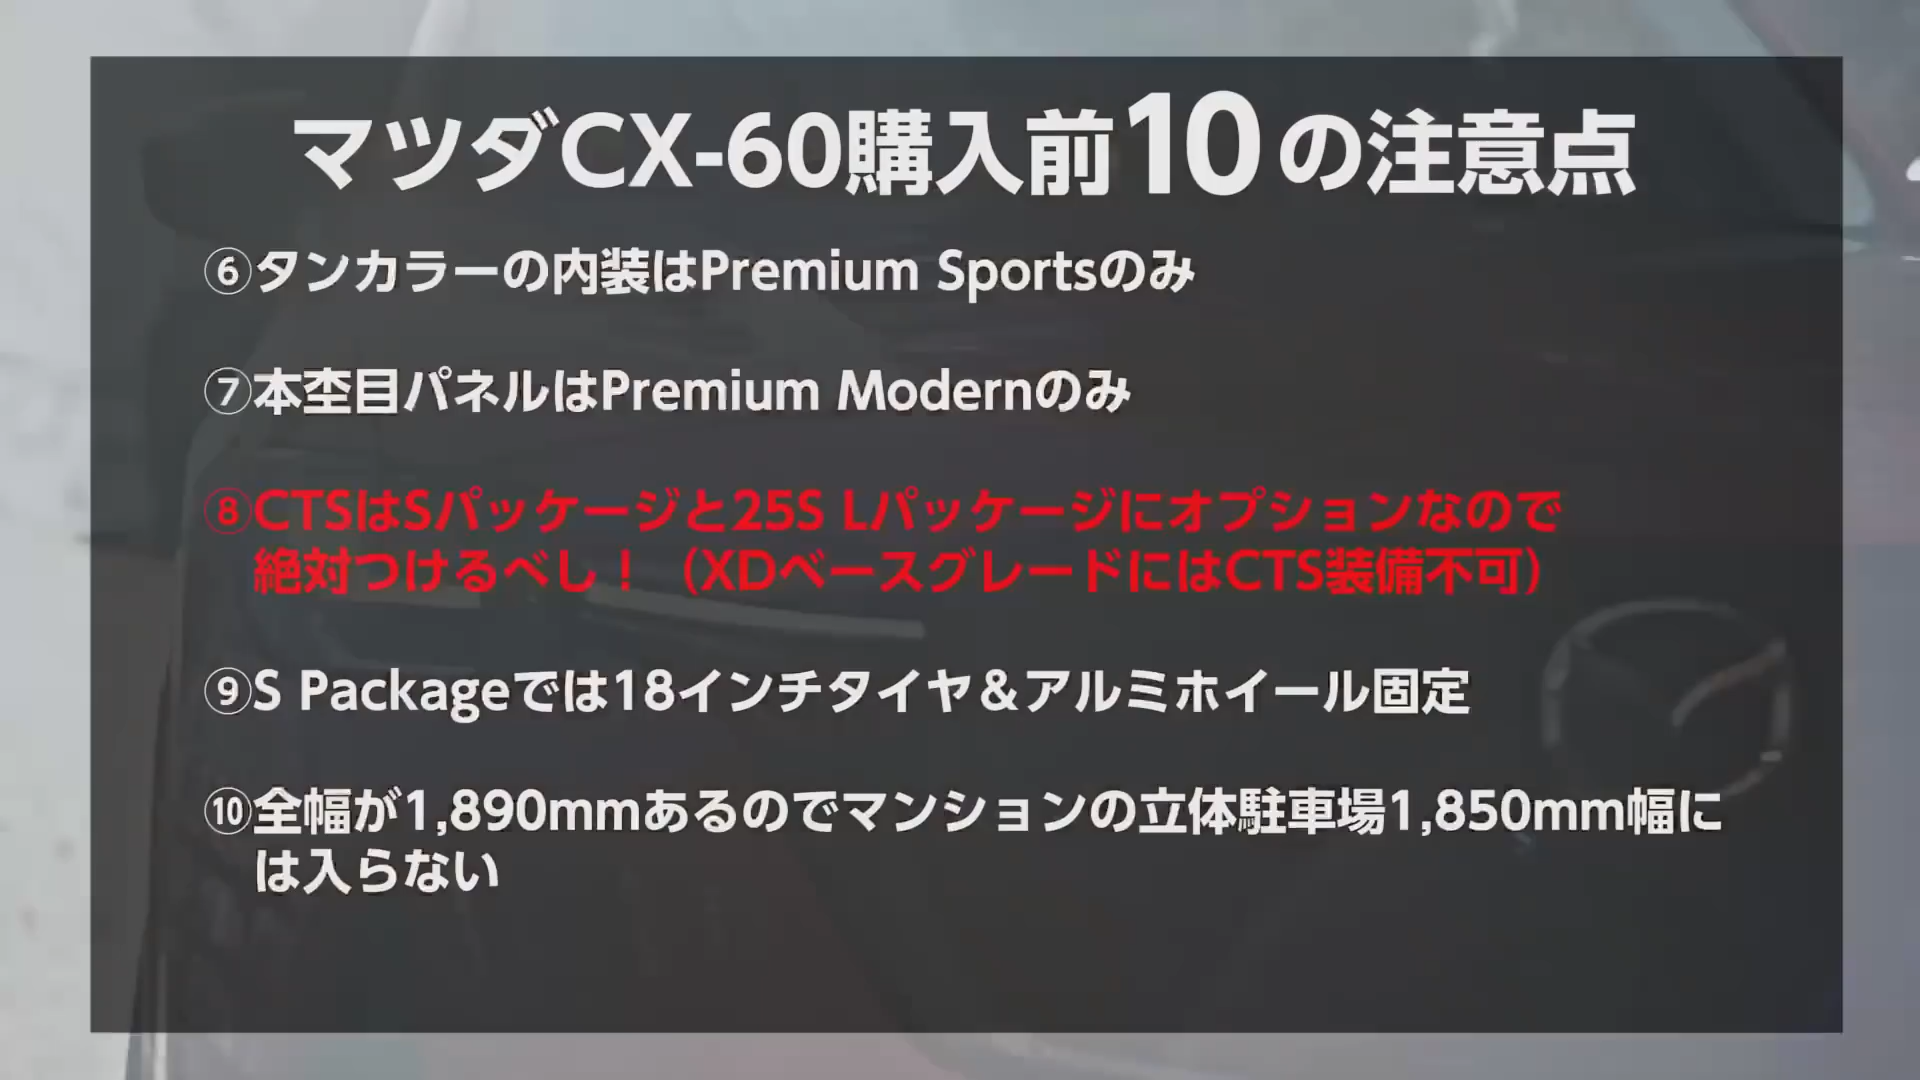 マツダCX-60購入前10の注意点
⑥タンカラーの内装はPremium Sportsのみ
⑦本杢目パネルはPremium Modernのみ
⑧CTSはSパッケージと25S Lパッケージにオプションなので
絶対つけるべし！（XDベースグレードにはCTS装備不可）
⑨S Packageでは18インチタイヤ＆アルミホイール固定
⑩全幅が1,890mmあるのでマンションの立体駐車場1,850mm幅に
は入らない